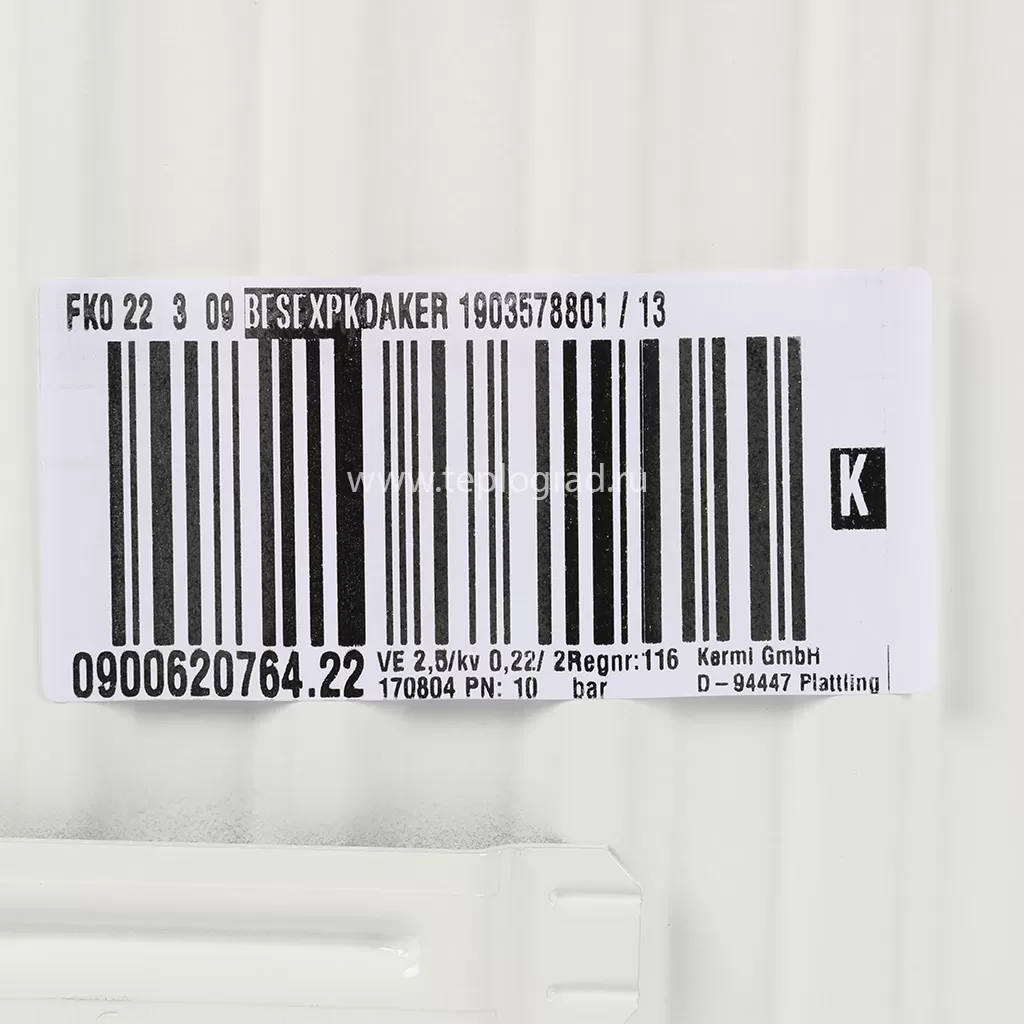 FKO 22 3 09 BFSEXPKDAKER 1903578801 / 13
www.teplograd.ru
K
0900620764.22
VE 2,5/kv 0,22/ 2Regnr:116
170804 PN: 10 bar
Kermi GmbH
D-94447 Plattling